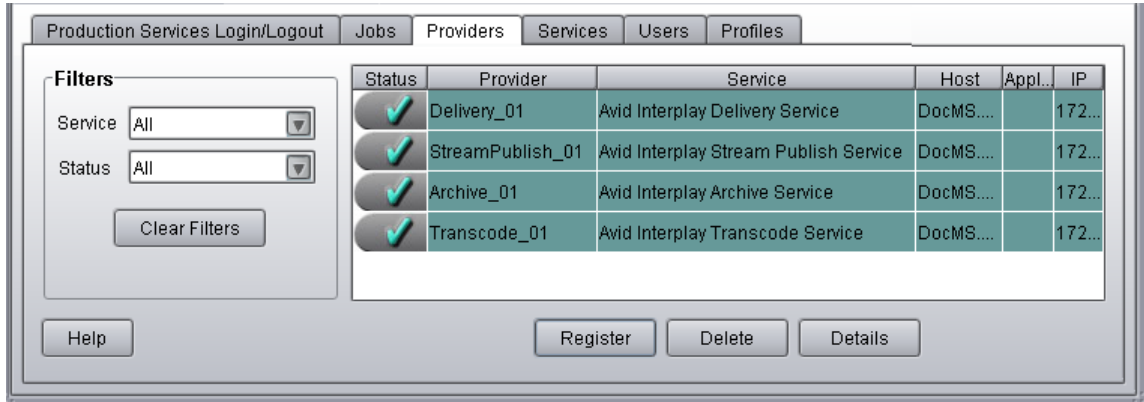 Production Services Login/Logout Jobs Providers Services Users Profiles
Filters
Service All
Status All
Clear Filters
Status Provider Service Host Appl... IP
Delivery_01 Avid Interplay Delivery Service DocMS.... 172...
StreamPublish_01 Avid Interplay Stream Publish Service DocMS.... 172...
Archive_01 Avid Interplay Archive Service DocMS.... 172...
Transcode_01 Avid Interplay Transcode Service DocMS.... 172...
Help Register Delete Details